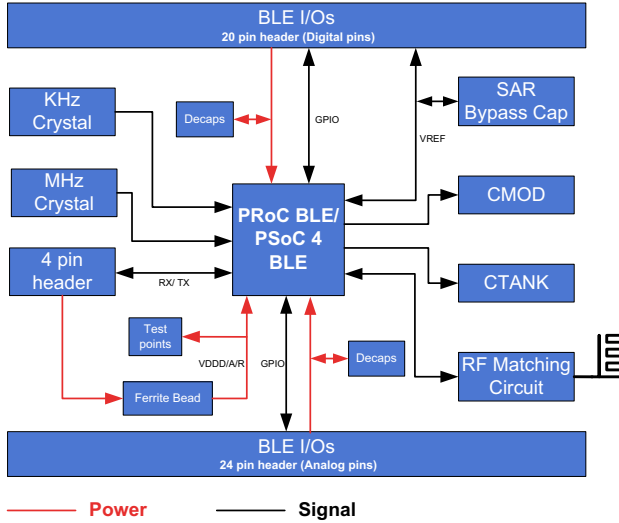 BLE I/Os
20 pin header (Digital pins)
KHz
Crystal
Decaps
GPIO
VREF
SAR
Bypass Cap
MHz
Crystal
PRoC BLE/
PSoC 4
BLE
CMOD
4 pin
header
RX/ TX
CTANK
Test
points
VDDD/A/R
GPIO
Decaps
Ferrite Bead
RF Matching
Circuit
BLE I/Os
24 pin header (Analog pins)
Power
Signal